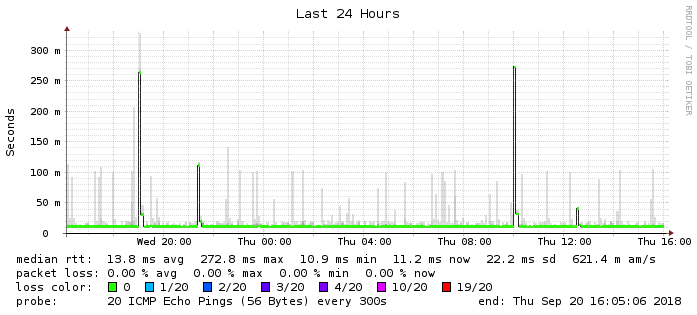 Last 24 Hours
RRDTOOL / TOBI OETIKER
Seconds
300 m
250 m
200 m
150 m
100 m
50 m
0
Wed 20:00 Thu 00:00 Thu 04:00 Thu 08:00 Thu 12:00 Thu 16:00
median rtt: 13.8 ms avg 272.8 ms max 10.9 ms min 11.2 ms now 22.2 ms sd 621.4 m am/s
packet loss: 0.00 % avg 0.00 % max 0.00 % min 0.00 % now
loss color: 0 1/20 2/20 3/20 4/20 10/20 19/20
probe: 20 ICMP Echo Pings (56 Bytes) every 300s end: Thu Sep 20 16:05:06 2018